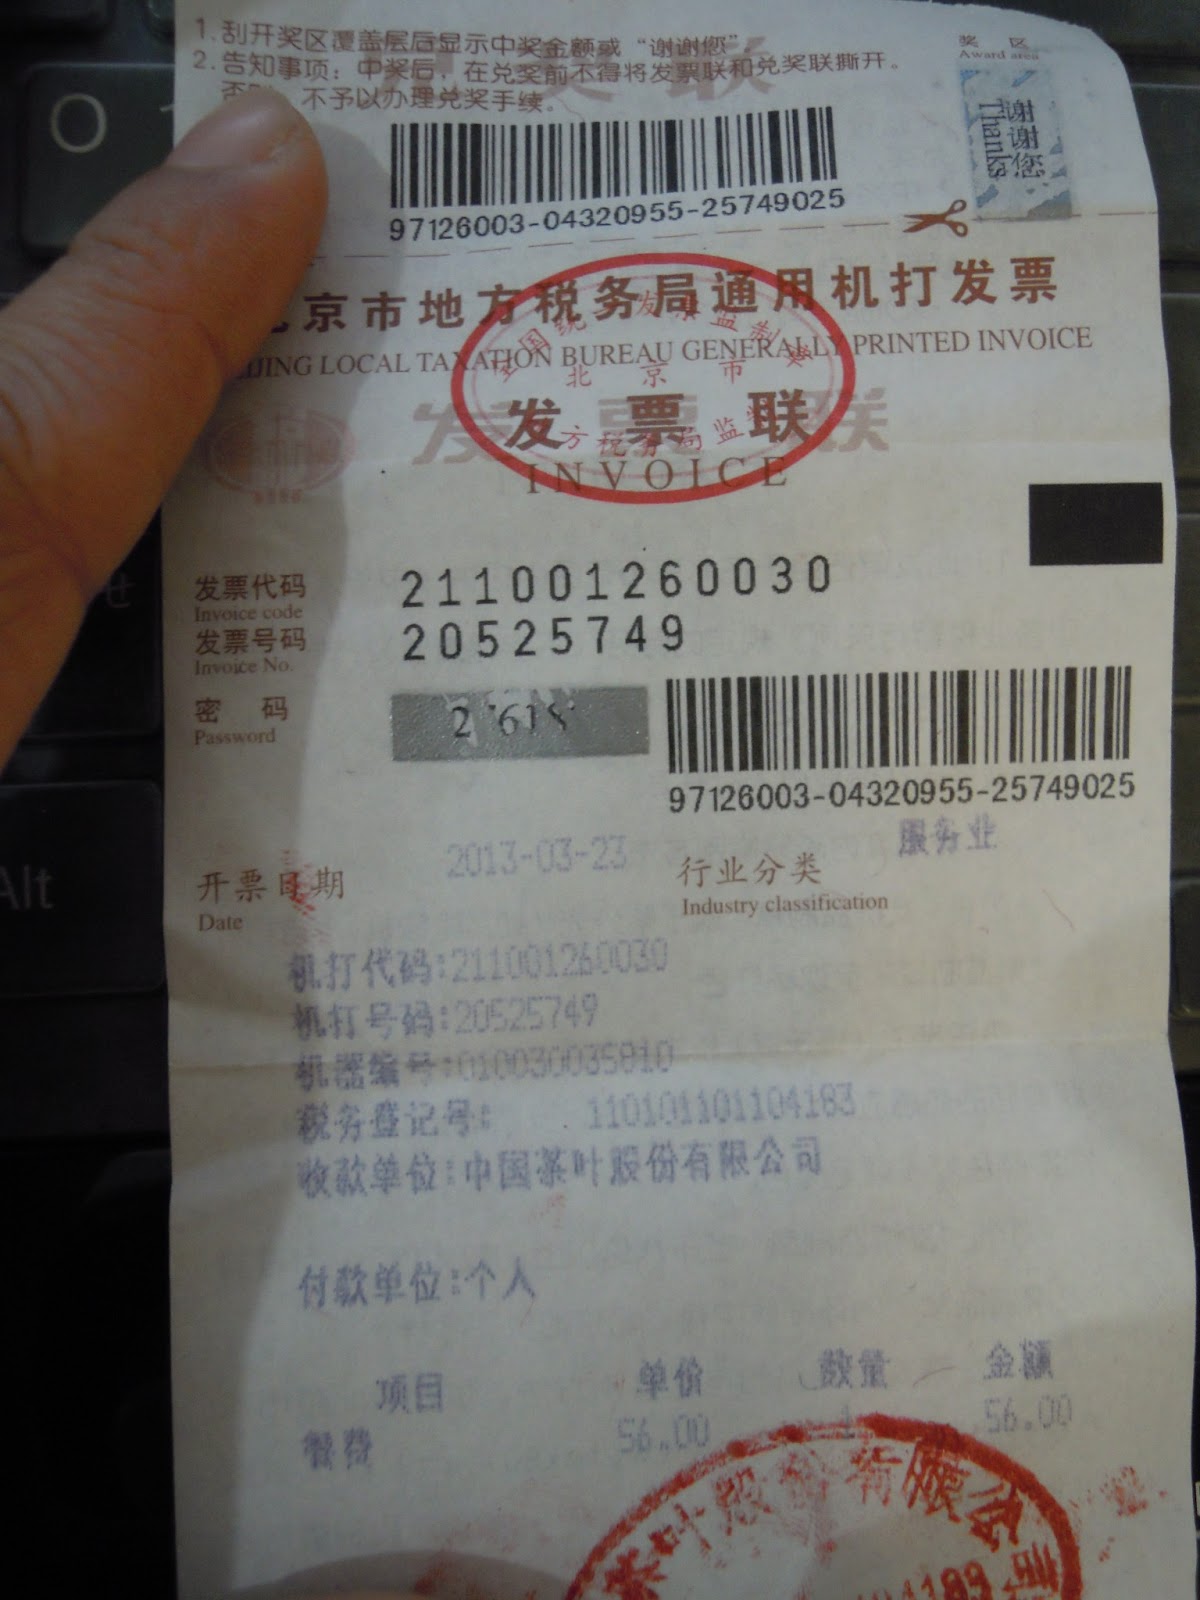 1. 刮开奖区覆盖层后显示中奖金额或“谢谢您”
2. 告知事项：中奖后，在兑奖前不得将发票联和兑奖联撕开。
不予以办理兑奖手续。
奖 区
Award area
谢谢您
Thanks
97126003-04320955-25749025
京市地方税务局通用机打发票
JING LOCAL TAXATION BUREAU GENERALLY PRINTED INVOICE
北 京 市
发票联
INVOICE
发票代码 211001260030
Invoice code
发票号码 20525749
Invoice No.
密 码
Password
97126003-04320955-25749025
服务业
2013-03-23
开票日期 行业分类
Date Industry classification
机打代码:211001260030
机打号码:20525749
机器编号:010030035810
税务登记号: 110101101104183
收款单位:中国茶叶股份有限公司
付款单位:个人
项目 单价 数量 金额
餐费 56.00 1 56.00
茶叶股份有限公司
Alt
O